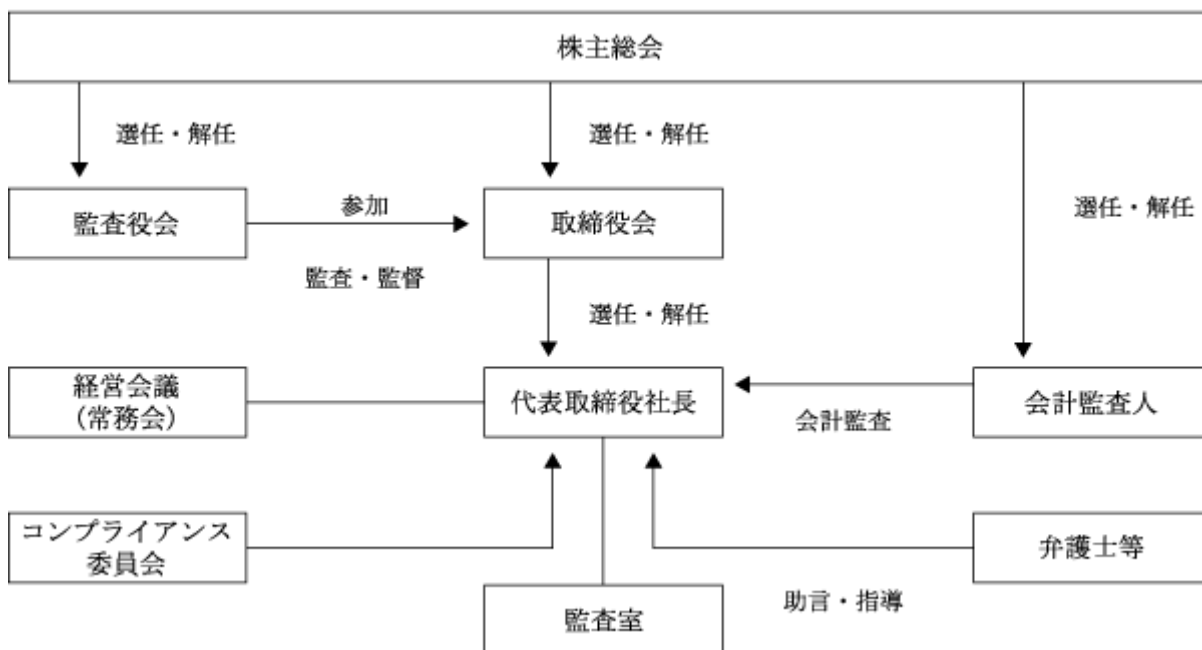 株主総会
選任・解任
選任・解任
選任・解任
監査役会
参加
取締役会
監査・監督
選任・解任
経営会議
(常務会)
代表取締役社長
会計監査
会計監査人
コンプライアンス
委員会
弁護士等
監査室
助言・指導